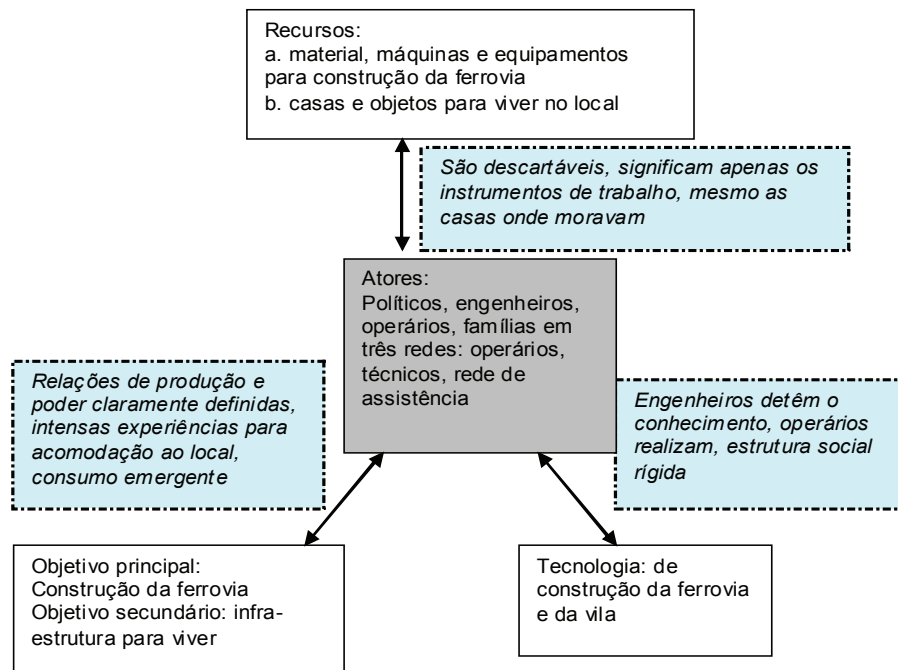 Recursos:
a. material, máquinas e equipamentos
para construção da ferrovia
b. casas e objetos para viver no local
São descartáveis, significam apenas os
instrumentos de trabalho, mesmo as
casas onde moravam
Atores:
Políticos, engenheiros,
operários, famílias em
três redes: operários,
técnicos, rede de
assistência
Relações de produção e
poder claramente definidas,
intensas experiências para
acomodação ao local,
consumo emergente
Engenheiros detêm o
conhecimento, operários
realizam, estrutura social
rígida
Objetivo principal:
Construção da ferrovia
Objetivo secundário: infra-
estrutura para viver
Tecnologia: de
construção da ferrovia
e da vila